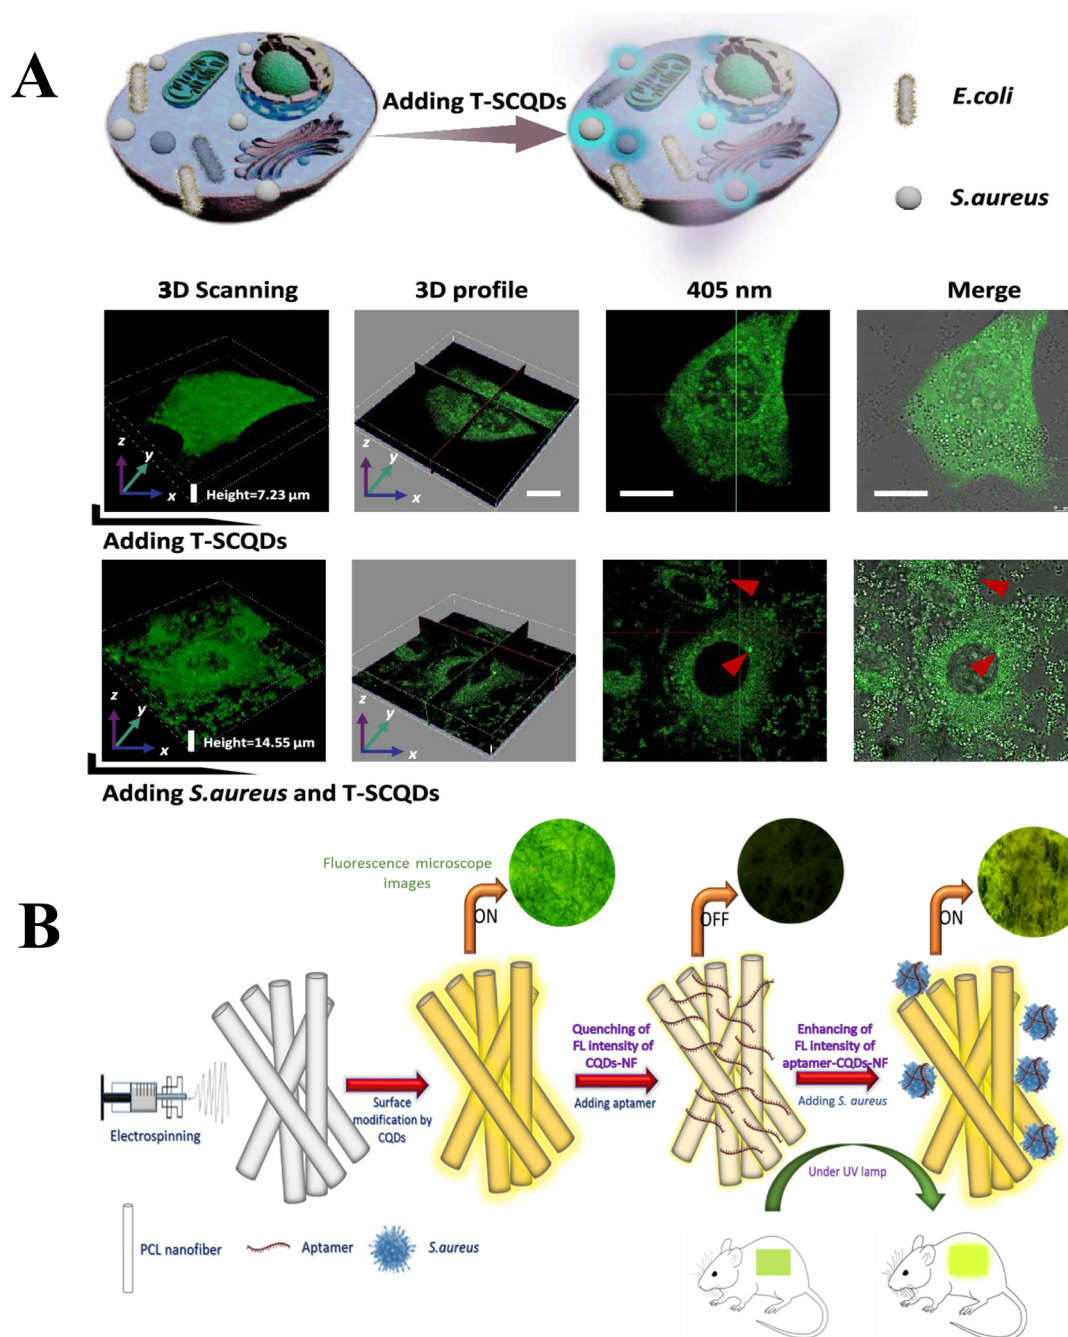 A
Adding T-SCQDs
E.coli
S.aureus
3D Scanning
3D profile
405 nm
Merge
z
y
x
Height=7.23 µm
z
y
x
Adding T-SCQDs
z
y
x
Height=14.55 µm
z
y
x
Adding S.aureus and T-SCQDs
B
Fluorescence microscope
images
ON
OFF
ON
Electrospinning
Surface
modification by
CQDs
Quenching of
FL intensity of
CQDs-NF
Adding aptamer
Enhancing of
FL intensity of
aptamer-CQDs-NF
Adding S. aureus
Under UV lamp
PCL nanofiber
Aptamer
S.aureus